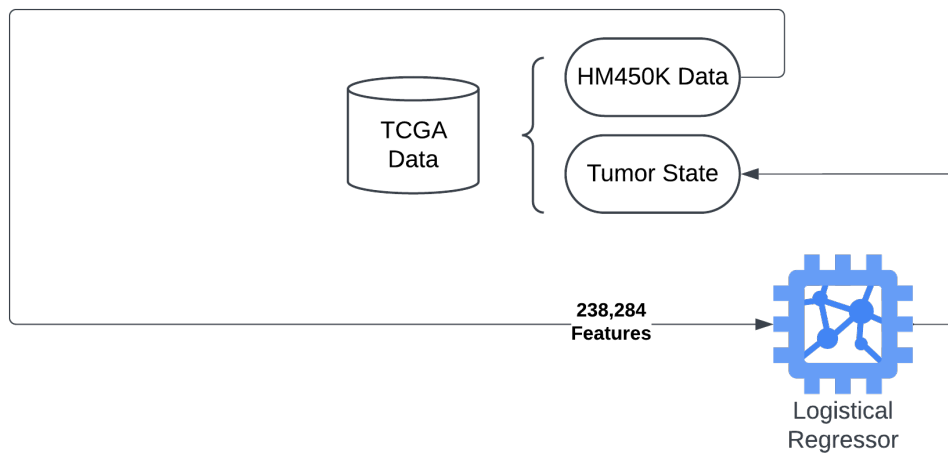 HM450K Data
TCGA
Data
Tumor State
238,284
Features
Logistical
Regressor